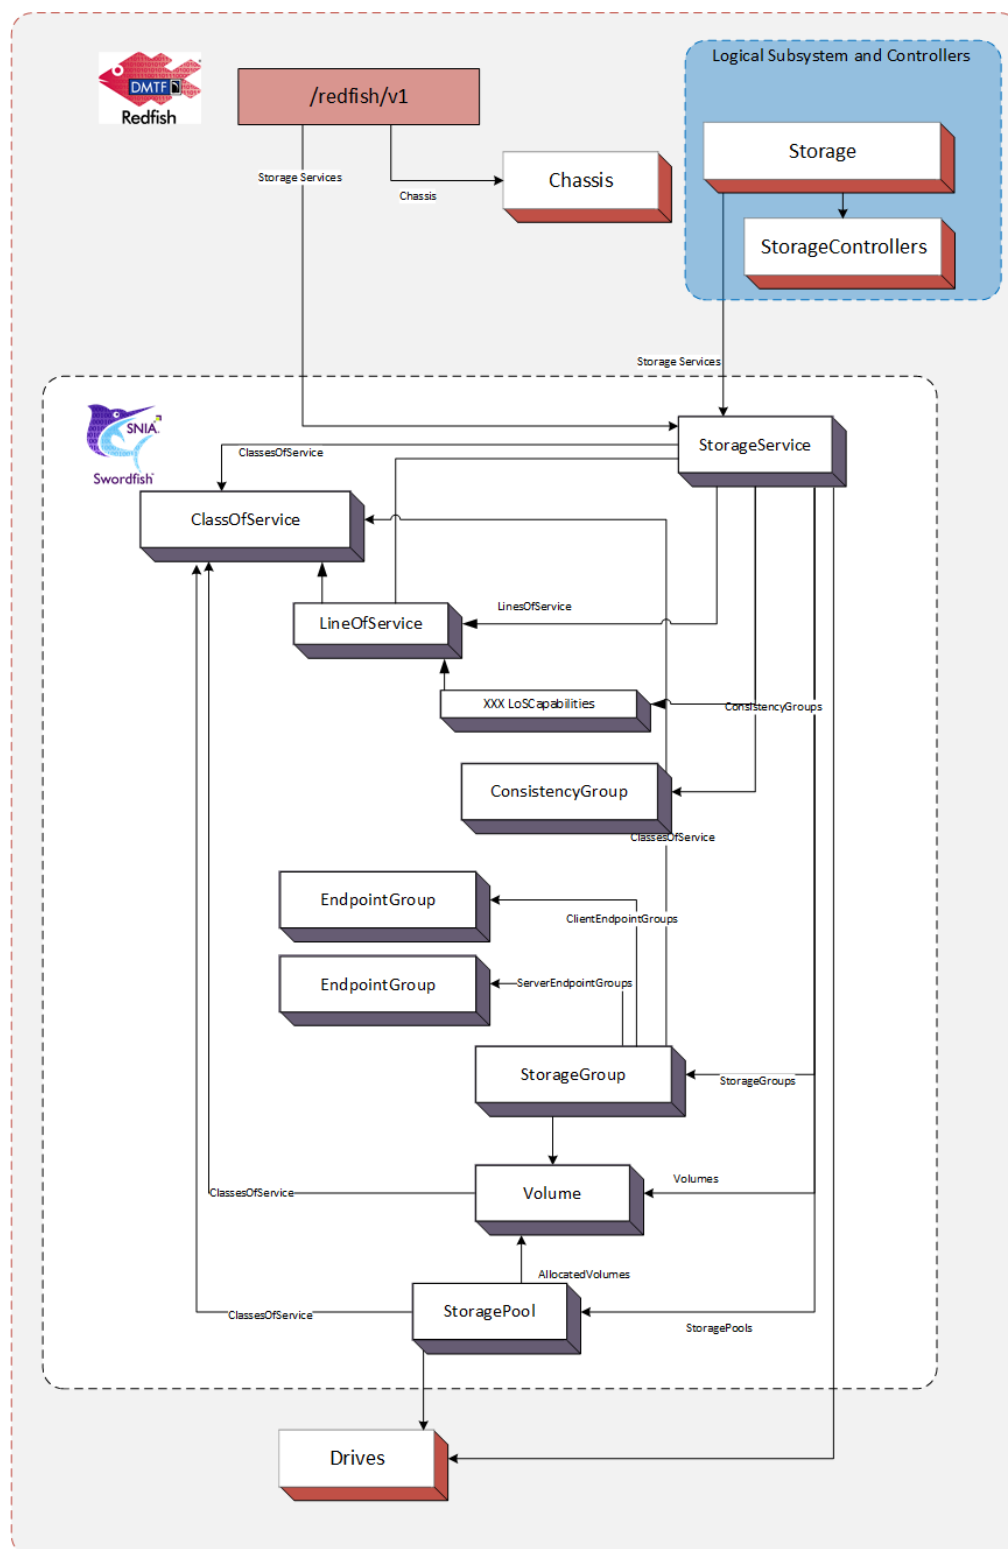 Logical Subsystem and Controllers
DMTF
Redfish
/redfish/v1
Storage
Storage Services
Chassis
Chassis
StorageControllers
Storage Services
SNIA
Swordfish
StorageService
ClassesOfService
ClassOfService
LinesOfService
LineOfService
XXX LoSCapabilities
ConsistencyGroups
ConsistencyGroup
ClassesOfService
EndpointGroup
ClientEndpointGroups
EndpointGroup
ServerEndpointGroups
StorageGroup
StorageGroups
Volume
Volumes
ClassesOfService
AllocatedVolumes
ClassesOfService
StoragePool
StoragePools
Drives